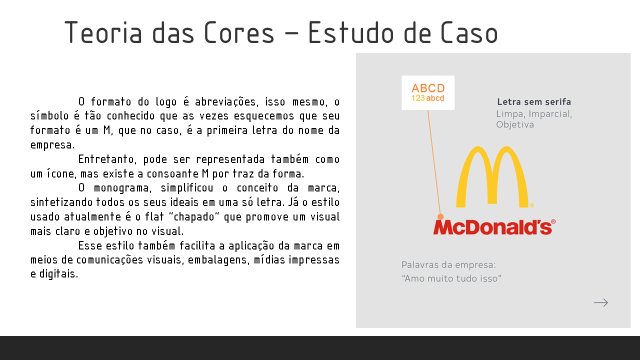 Teoria das Cores – Estudo de Caso
O formato do logo é abreviações, isso mesmo, o
símbolo é tão conhecido que as vezes esquecemos que seu
formato é um M, que no caso, é a primeira letra do nome da
empresa.
Entretanto, pode ser representada também como
um ícone, mas existe a consoante M por traz da forma.
O monograma, simplificou o conceito da marca,
sintetizando todos os seus ideais em uma só letra. Já o estilo
usado atualmente é o flat "chapado" que promove um visual
mais claro e objetivo no visual.
Esse estilo também facilita a aplicação da marca em
meios de comunicações visuais, embalagens, mídias impressas
e digitais.
ABCD
123abcd
Letra sem serifa
Limpa, Imparcial,
Objetiva
McDonald's®
Palavras da empresa:
"Amo muito tudo isso"